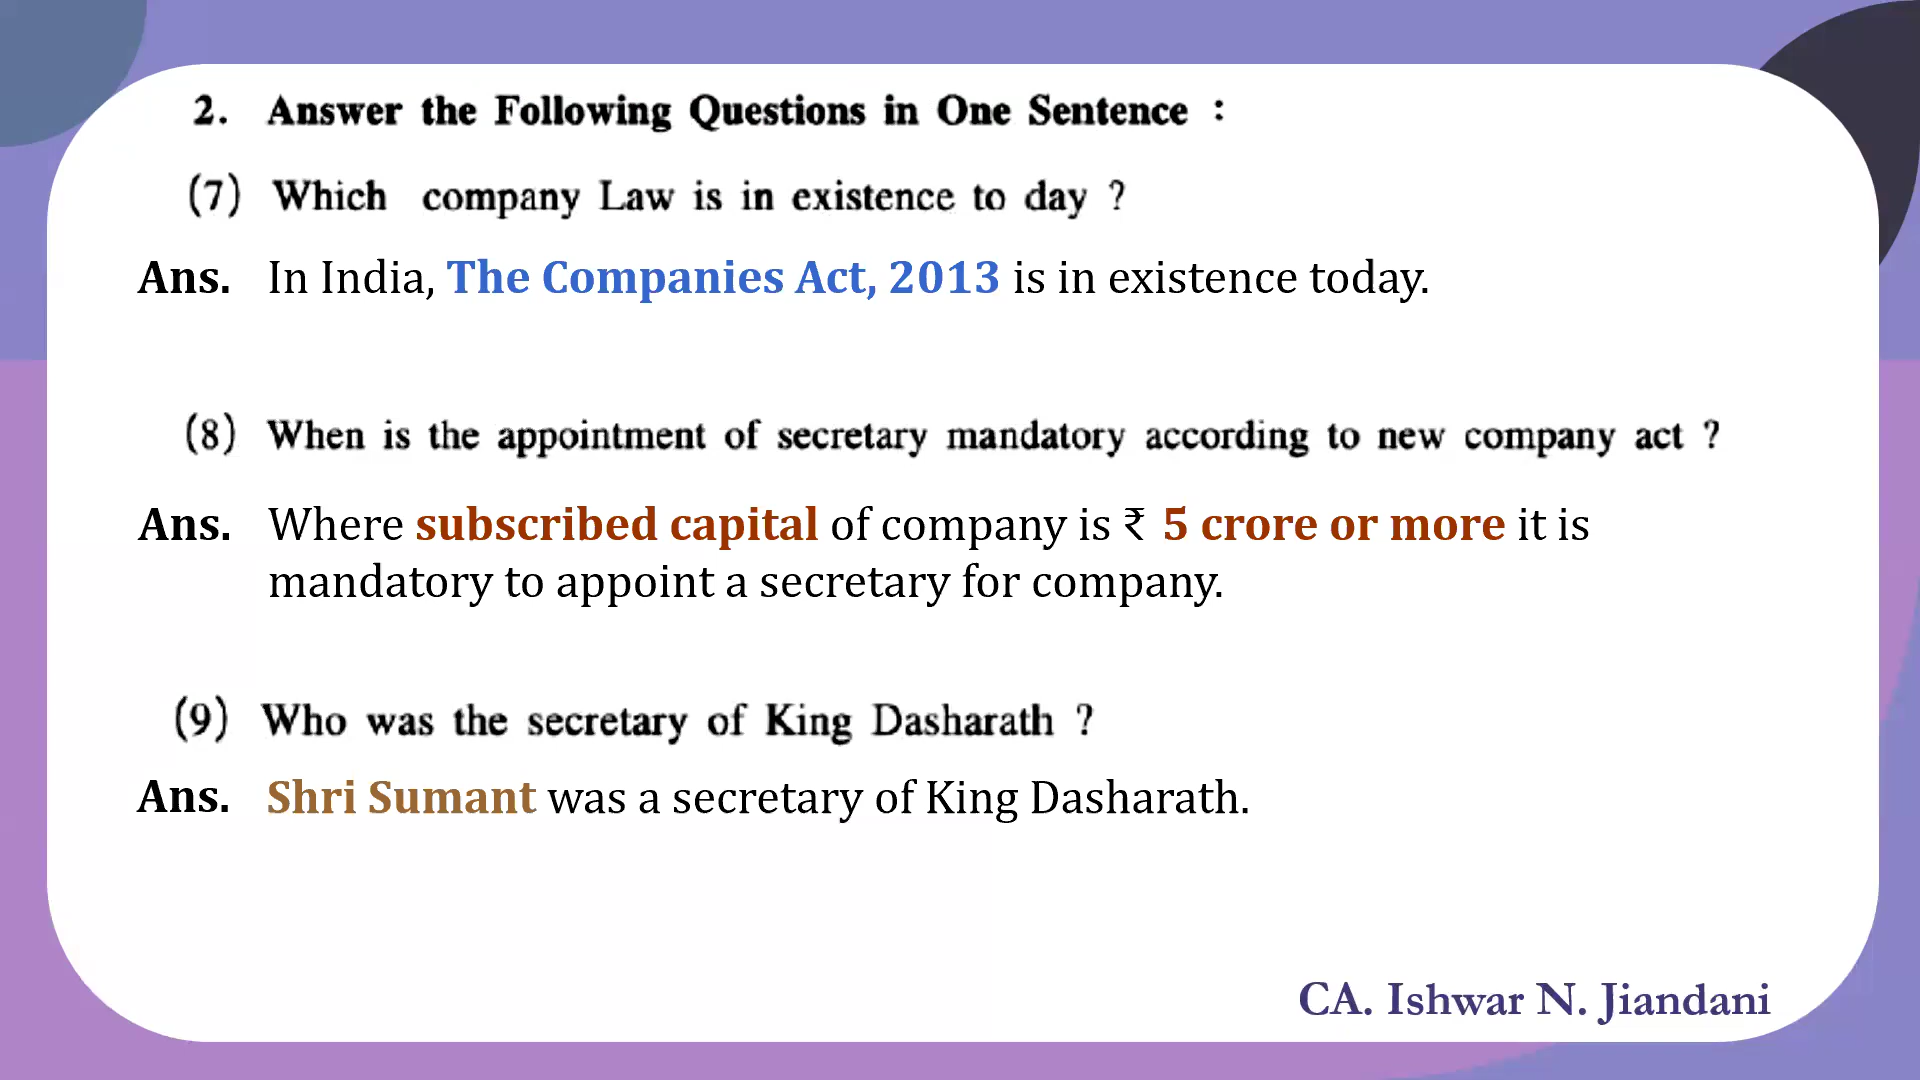 2. Answer the Following Questions in One Sentence :
(7) Which company Law is in existence to day ?
Ans. In India, The Companies Act, 2013 is in existence today.
(8) When is the appointment of secretary mandatory according to new company act ?
Ans. Where subscribed capital of company is ₹ 5 crore or more it is
mandatory to appoint a secretary for company.
(9) Who was the secretary of King Dasharath ?
Ans. Shri Sumant was a secretary of King Dasharath.
CA. Ishwar N. Jiandani